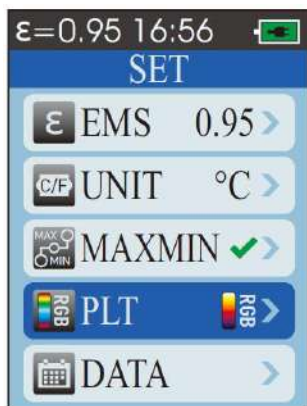 ε=0.95 16:56
SET
ε EMS 0.95
C/F UNIT °C
MAX MIN MAXMIN
RGB PLT RGB
DATA